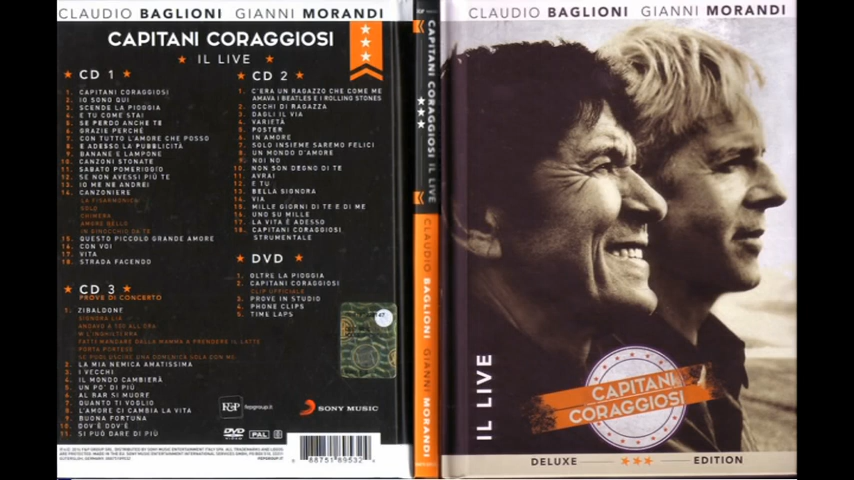 CLAUDIO BAGLIONI GIANNI MORANDI
CAPITANI CORAGGIOSI
IL LIVE
CD 1
1. CAPITANI CORAGGIOSI
2. IO SONO QUI
3. SCENDE LA PIOGGIA
4. E TU COME STAI
5. SE PERDO ANCHE TE
6. GRAZIE PERCHÉ
7. CON TUTTO L'AMORE CHE POSSO
8. E ADESSO LA PUBBLICITÀ
9. BANANE E LAMPONE
10. CANZONI STONATE
11. SABATO POMERIGGIO
12. SE NON AVESSI PIÙ TE
13. IO ME NE ANDREI
14. CANZONIERE
LA FISARMONICA
SOLO
CHIMERA
AMORE BELLO
IN GINOCCHIO DA TE
15. QUESTO PICCOLO GRANDE AMORE
16. CON VOI
17. VITA
18. STRADA FACENDO
CD 2
1. C'ERA UN RAGAZZO CHE COME ME
AMAVA I BEATLES E I ROLLING STONES
2. OCCHI DI RAGAZZA
3. DAGLI IL VIA
4. VARIETÀ
5. POSTER
6. IN AMORE
7. SOLO INSIEME SAREMO FELICI
8. UN MONDO D'AMORE
9. NOI NO
10. NON SON DEGNO DI TE
11. AVRAI
12. E TU
13. BELLA SIGNORA
14. VIA
15. MILLE GIORNI DI TE E DI ME
16. UNO SU MILLE
17. LA VITA È ADESSO
18. CAPITANI CORAGGIOSI
STRUMENTALE
DVD
1. OLTRE LA PIOGGIA
2. CAPITANI CORAGGIOSI
CLIP UFFICIALE
3. PROVE IN STUDIO
4. PHONE CLIPS
5. TIME LAPS
CD 3
PROVE DI CONCERTO
1. ZIBALDONE
SIGNORA LIA
ANDAVO A 100 ALL'ORA
W L'INGHILTERRA
FATTI MANDARE DALLA MAMMA A PRENDERE IL LATTE
PORTA PORTESE
SE PUOI USCIRE UNA DOMENICA SOLA CON ME
2. LA MIA NEMICA AMATISSIMA
3. I VECCHI
4. IL MONDO CAMBIERÀ
5. UN PO' DI PIÙ
6. AL BAR SI MUORE
7. QUANTO TI VOGLIO
8. L'AMORE CI CAMBIA LA VITA
9. BUONA FORTUNA
10. DOV'È DOV'È
11. SI PUÒ DARE DI PIÙ
F&P fepgroup.it
SONY MUSIC
DVD VIDEO PAL
88751 89532
CAPITANI CORAGGIOSI IL LIVE
CLAUDIO BAGLIONI GIANNI MORANDI
CLAUDIO BAGLIONI GIANNI MORANDI
IL LIVE
CAPITANI
CORAGGIOSI
DELUXE EDITION